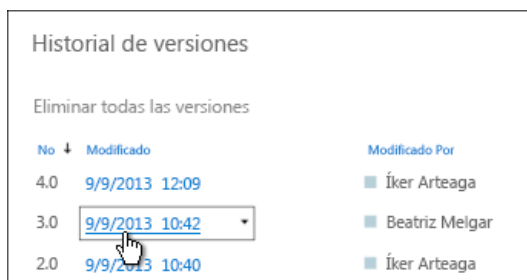 Historial de versiones
Eliminar todas las versiones
No Modificado Modificado Por
4.0 9/9/2013 12:09 Íker Arteaga
3.0 9/9/2013 10:42 Beatriz Melgar
2.0 9/9/2013 10:40 Íker Arteaga